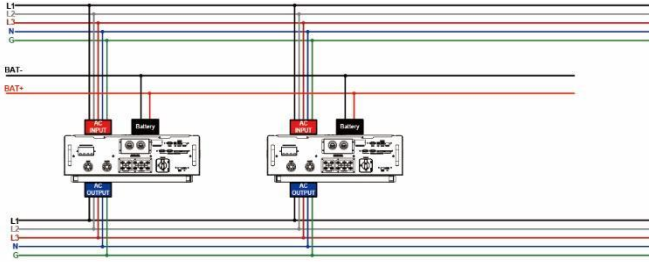 L1
L2
L3
N
G
BAT-
BAT+
AC
INPUT
Battery
AC
INPUT
Battery
AC
OUTPUT
AC
OUTPUT
L1
L2
L3
N
G